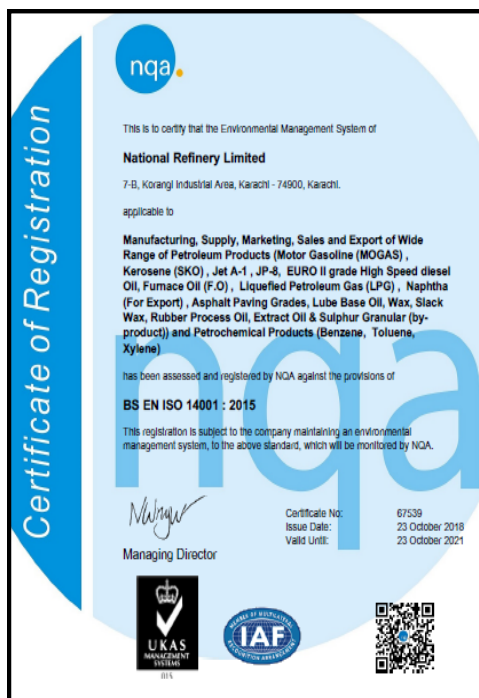 nqa.
Certificate of Registration
This is to certify that the Environmental Management System of
National Refinery Limited
7-B, Korangi Industrial Area, Karachi - 74900, Karachi.
applicable to
Manufacturing, Supply, Marketing, Sales and Export of Wide
Range of Petroleum Products (Motor Gasoline (MOGAS) ,
Kerosene (SKO) , Jet A-1 , JP-8, EURO II grade High Speed diesel
Oil, Furnace Oil (F.O) , Liquefied Petroleum Gas (LPG) , Naphtha
(For Export) , Asphalt Paving Grades, Lube Base Oil, Wax, Slack
Wax, Rubber Process Oil, Extract Oil & Sulphur Granular (by-
product)) and Petrochemical Products (Benzene, Toluene,
Xylene)
has been assessed and registered by NQA against the provisions of
BS EN ISO 14001 : 2015
This registration is subject to the company maintaining an environmental
management system, to the above standard, which will be monitored by NQA.
nqa
Managing Director
Certificate No: 67539
Issue Date: 23 October 2018
Valid Until: 23 October 2021
UKAS
MANAGEMENT
SYSTEMS
015
MEMBER OF MULTILATERAL
IAF
RECOGNITION ARRANGEMENT